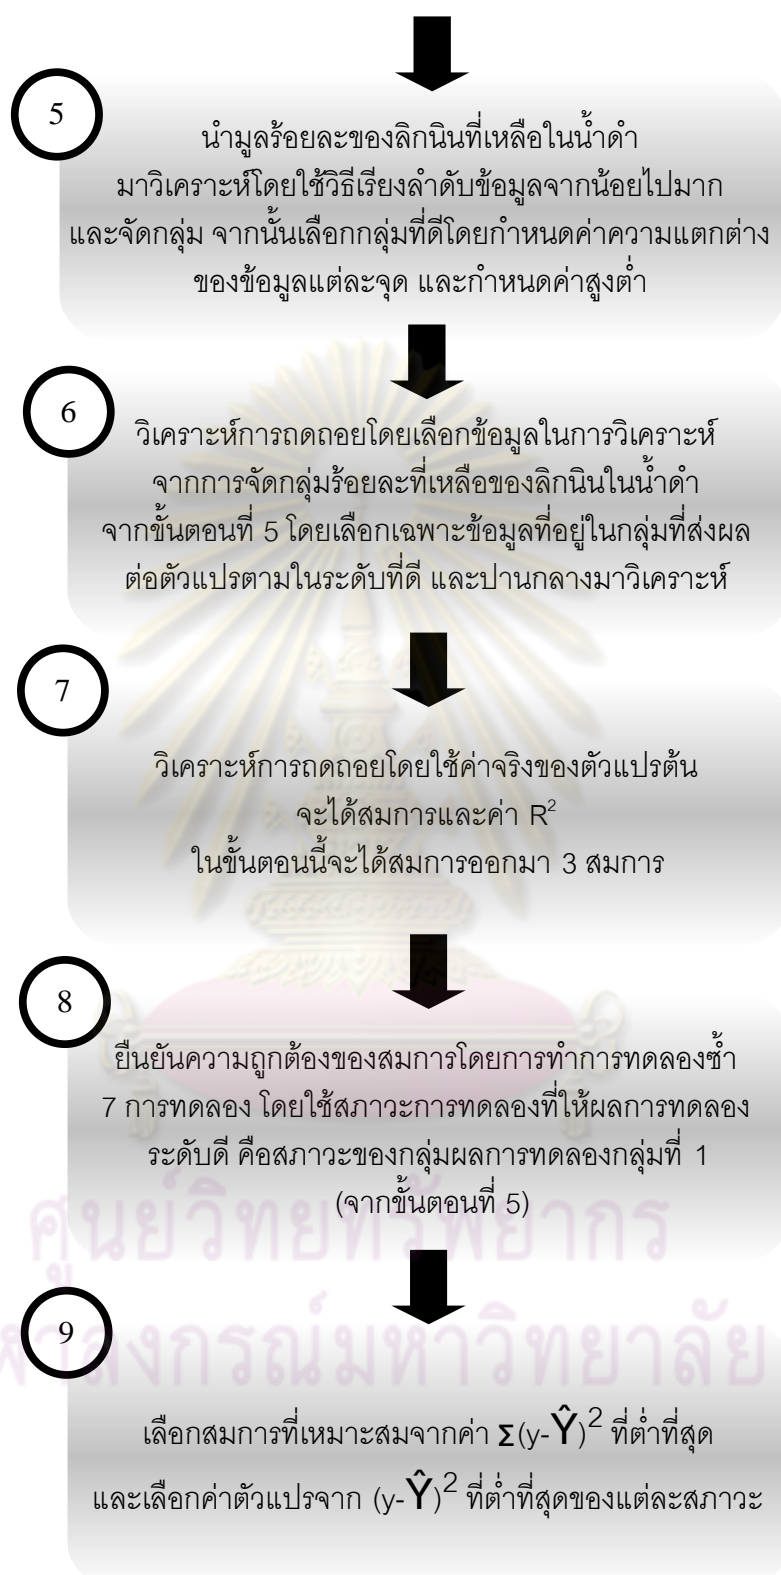 5
นำมูลร้อยละของลิกนินที่เหลือในน้ำดำ
มาวิเคราะห์โดยใช้วิธีเรียงลำดับข้อมูลจากน้อยไปมาก
และจัดกลุ่ม จากนั้นเลือกกลุ่มที่ดีโดยกำหนดค่าความแตกต่าง
ของข้อมูลแต่ละจุด และกำหนดค่าสูงต่ำ
6
วิเคราะห์การถดถอยโดยเลือกข้อมูลในการวิเคราะห์
จากการจัดกลุ่มร้อยละที่เหลือของลิกนินในน้ำดำ
จากขั้นตอนที่ 5 โดยเลือกเฉพาะข้อมูลที่อยู่ในกลุ่มที่ส่งผล
ต่อตัวแปรตามในระดับที่ดี และปานกลางมาวิเคราะห์
7
วิเคราะห์การถดถอยโดยใช้ค่าจริงของตัวแปรต้น
จะได้สมการและค่า R²
ในขั้นตอนนี้จะได้สมการออกมา 3 สมการ
8
ยืนยันความถูกต้องของสมการโดยการทำการทดลองซ้ำ
7 การทดลอง โดยใช้สภาวะการทดลองที่ให้ผลการทดลอง
ระดับดี คือสภาวะของกลุ่มผลการทดลองกลุ่มที่ 1
(จากขั้นตอนที่ 5)
ศูนย์วิทยทรัพยากร
9
จุฬาลงกรณ์มหาวิทยาลัย
เลือกสมการที่เหมาะสมจากค่า Σ(y-Ŷ)² ที่ต่ำที่สุด
และเลือกค่าตัวแปรจาก (y-Ŷ)² ที่ต่ำที่สุดของแต่ละสภาวะ